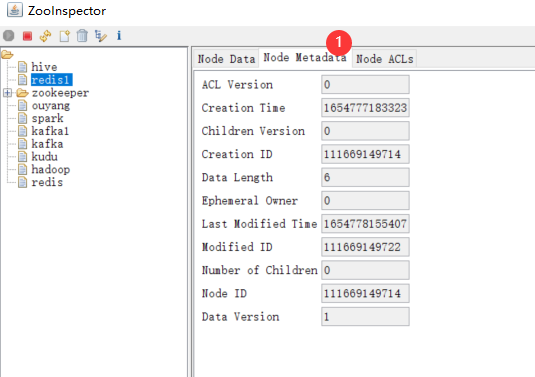 ZooInspector
hive
redis1
zookeeper
ouyang
spark
kafka1
kafka
kudu
hadoop
redis
Node Data Node Metadata Node ACLs
1
ACL Version 0
Creation Time 1654777183323
Children Version 0
Creation ID 111669149714
Data Length 6
Ephemeral Owner 0
Last Modified Time 1654778155407
Modified ID 111669149722
Number of Children 0
Node ID 111669149714
Data Version 1